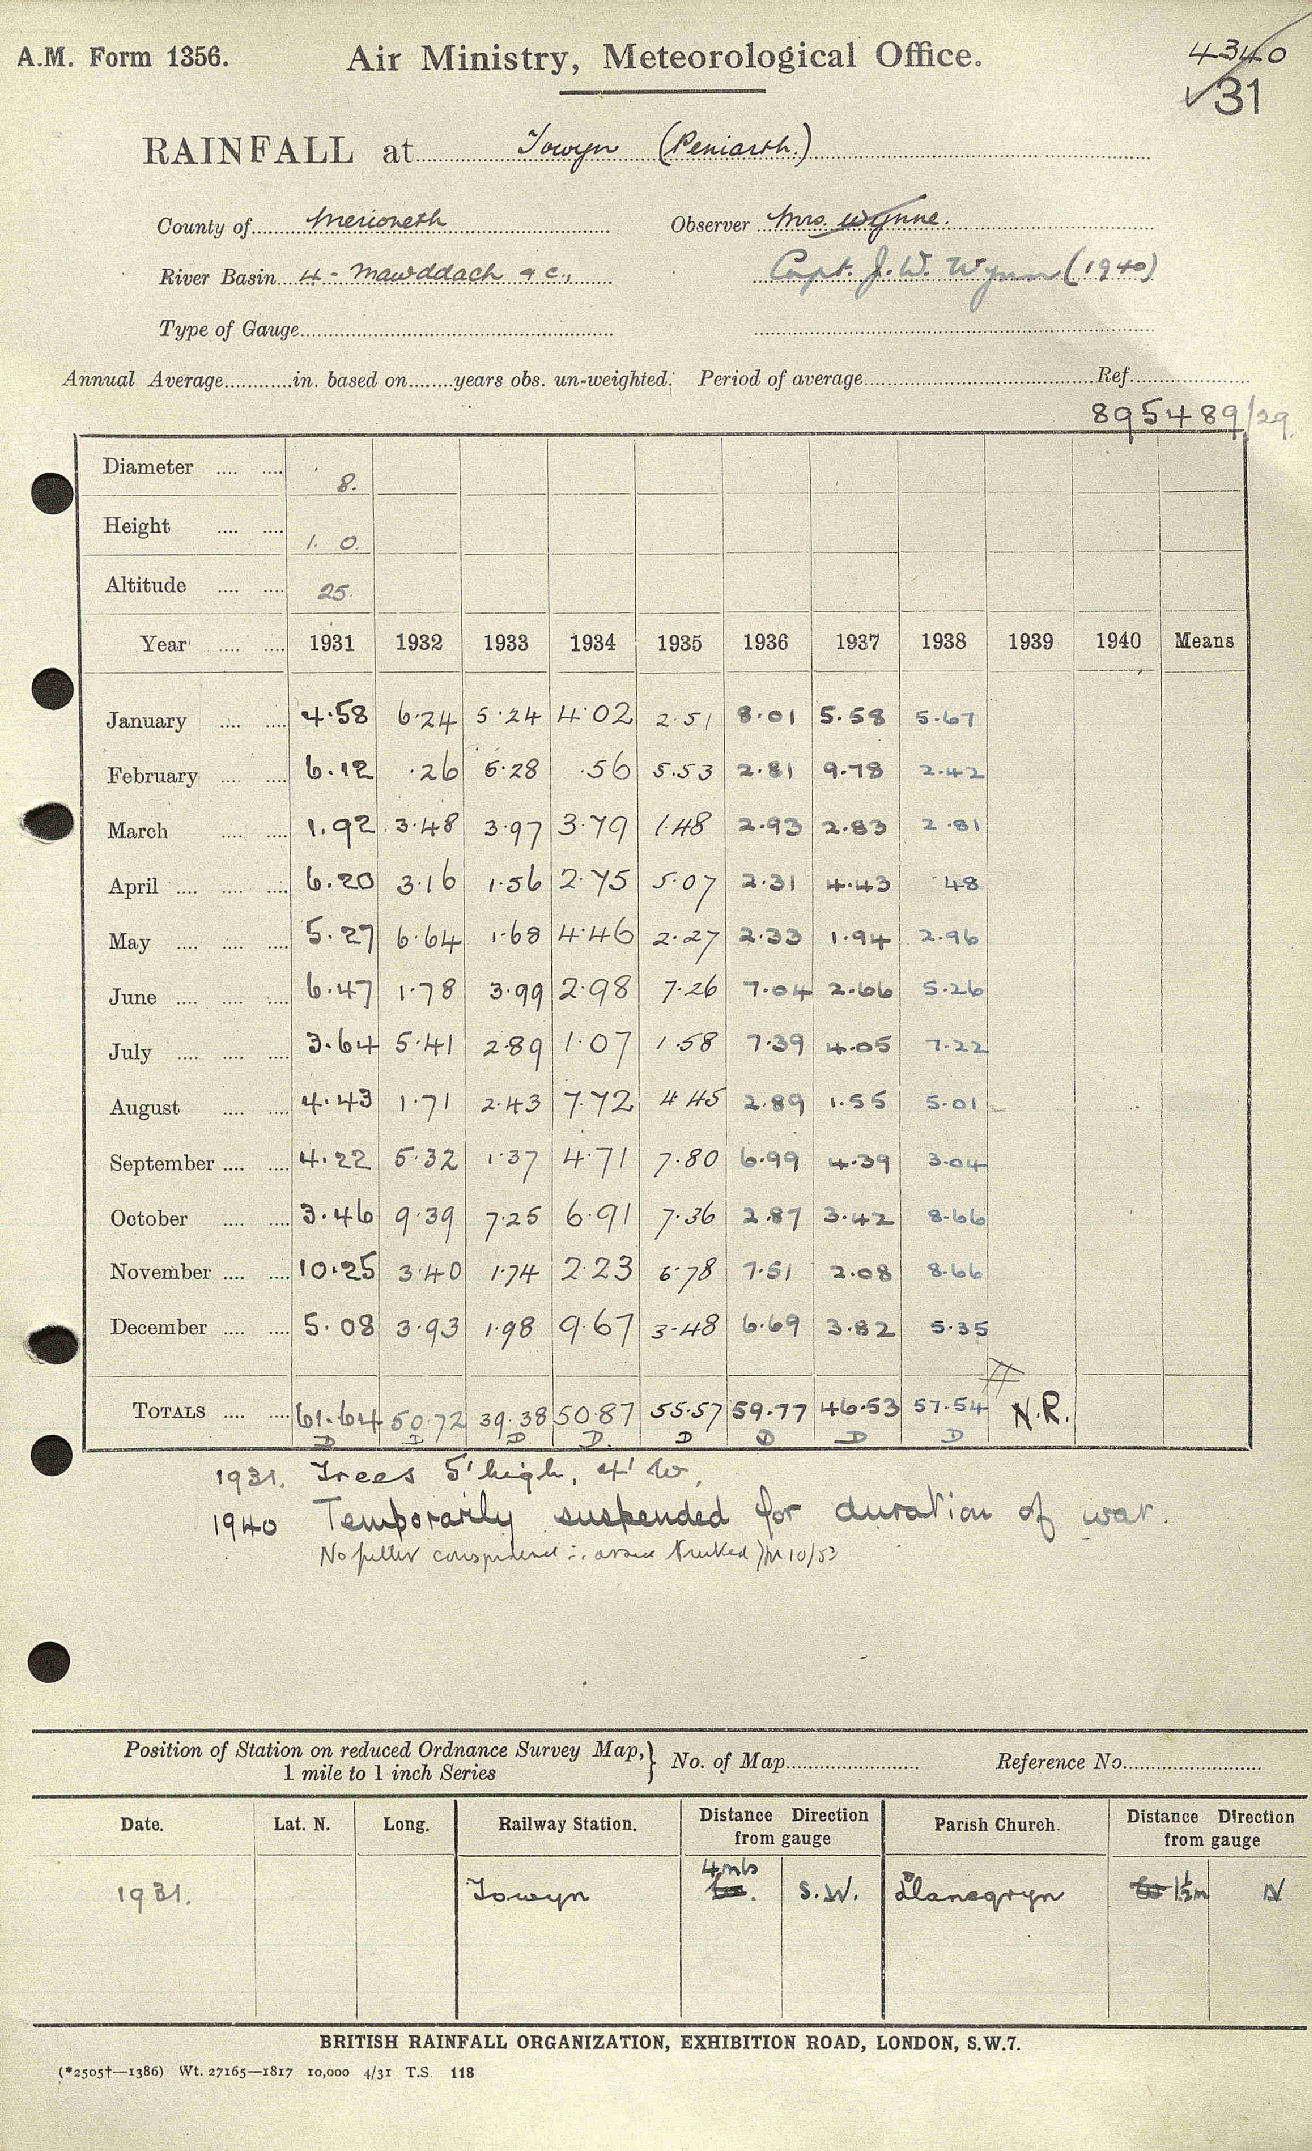 A.M. Form 1356. Air Ministry, Meteorological Office. 4340
31
RAINFALL at Towyn (Peniarth.)
County of Merioneth Observer Mrs. Wynne.
River Basin 4 - Mawddach & c., Capt. J. W. Wynne (1940)
Type of Gauge
Annual Average in. based on years obs. un-weighted. Period of average Ref.
895489/29.
Diameter 8.
Height 1. 0.
Altitude 25.
Year 1931 1932 1933 1934 1935 1936 1937 1938 1939 1940 Means
January 4.58 6.24 5.24 4.02 2.51 8.01 5.58 5.67
February 6.12 .26 5.28 .56 5.53 2.81 9.78 2.42
March 1.92 3.48 3.97 3.79 1.48 2.93 2.83 2.81
April 6.20 3.16 1.56 2.75 5.07 2.31 4.43 .48
May 5.27 6.64 1.68 4.46 2.27 2.33 1.94 2.96
June 6.47 1.78 3.99 2.98 7.26 7.04 2.66 5.26
July 3.64 5.41 2.89 1.07 1.58 7.39 4.05 7.22
August 4.43 1.71 2.43 7.72 4.45 2.89 1.55 5.01
September 4.22 5.32 1.37 4.71 7.80 6.99 4.39 3.04
October 3.46 9.39 7.25 6.91 7.36 2.87 3.42 8.66
November 10.25 3.40 1.74 2.23 6.78 7.51 2.08 8.66
December 5.08 3.93 1.98 9.67 3.48 6.69 3.82 5.35
TOTALS 61.64 50.72 39.38 50.87 55.57 59.77 46.53 57.54 N.R.
D D D D. D D D D
1931. Trees 5' high, 4' W.
1940 Temporarily suspended for duration of war.
No further 10/53
Position of Station on reduced Ordnance Survey Map, 1 mile to 1 inch Series } No. of Map Reference No.
Date. Lat. N. Long. Railway Station. Distance Direction from gauge Parish Church. Distance Direction from gauge
1931. Towyn 4 mls S.W. Llanegryn 1½m N
BRITISH RAINFALL ORGANIZATION, EXHIBITION ROAD, LONDON, S.W.7.
(*2505†—1386) Wt. 27165—1817 10,000 4/31 T.S. 118